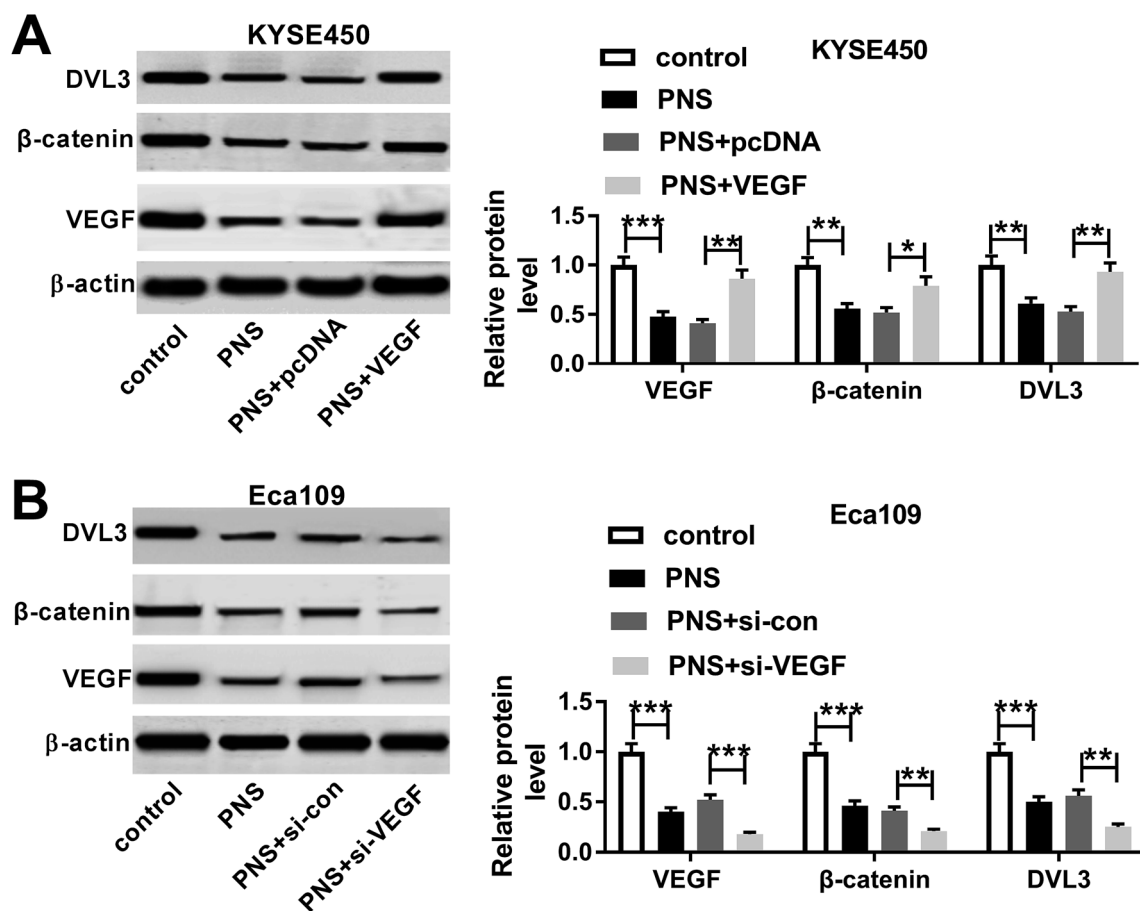 A
KYSE450
DVL3
β-catenin
VEGF
β-actin
control
PNS
PNS+pcDNA
PNS+VEGF
KYSE450
control
PNS
PNS+pcDNA
PNS+VEGF
Relative protein
level
1.5
1.0
0.5
0.0
*** ** ** * ** **
VEGF β-catenin DVL3
B
Eca109
DVL3
β-catenin
VEGF
β-actin
control
PNS
PNS+si-con
PNS+si-VEGF
Eca109
control
PNS
PNS+si-con
PNS+si-VEGF
Relative protein
level
1.5
1.0
0.5
0.0
*** *** *** ** *** **
VEGF β-catenin DVL3